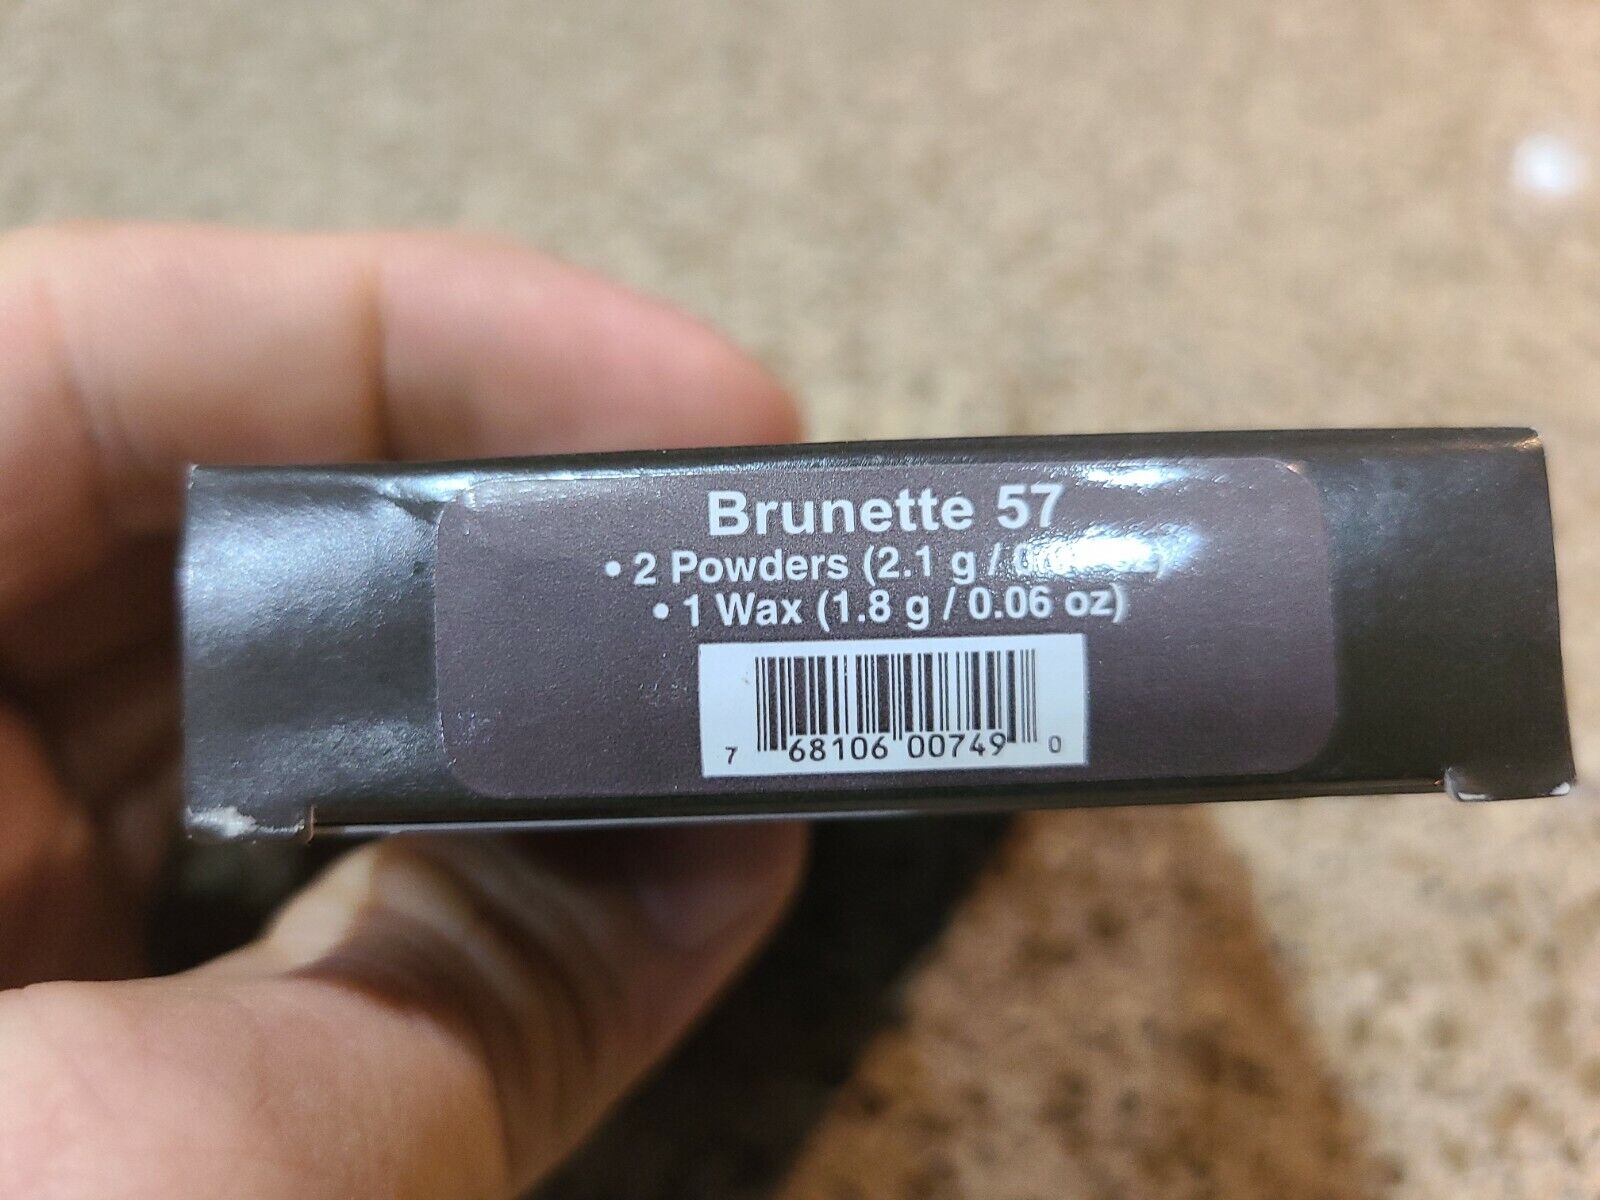 Brunette 57
• 2 Powders (2.1 g /
• 1 Wax (1.8 g / 0.06 oz)
7 68106 00749 0